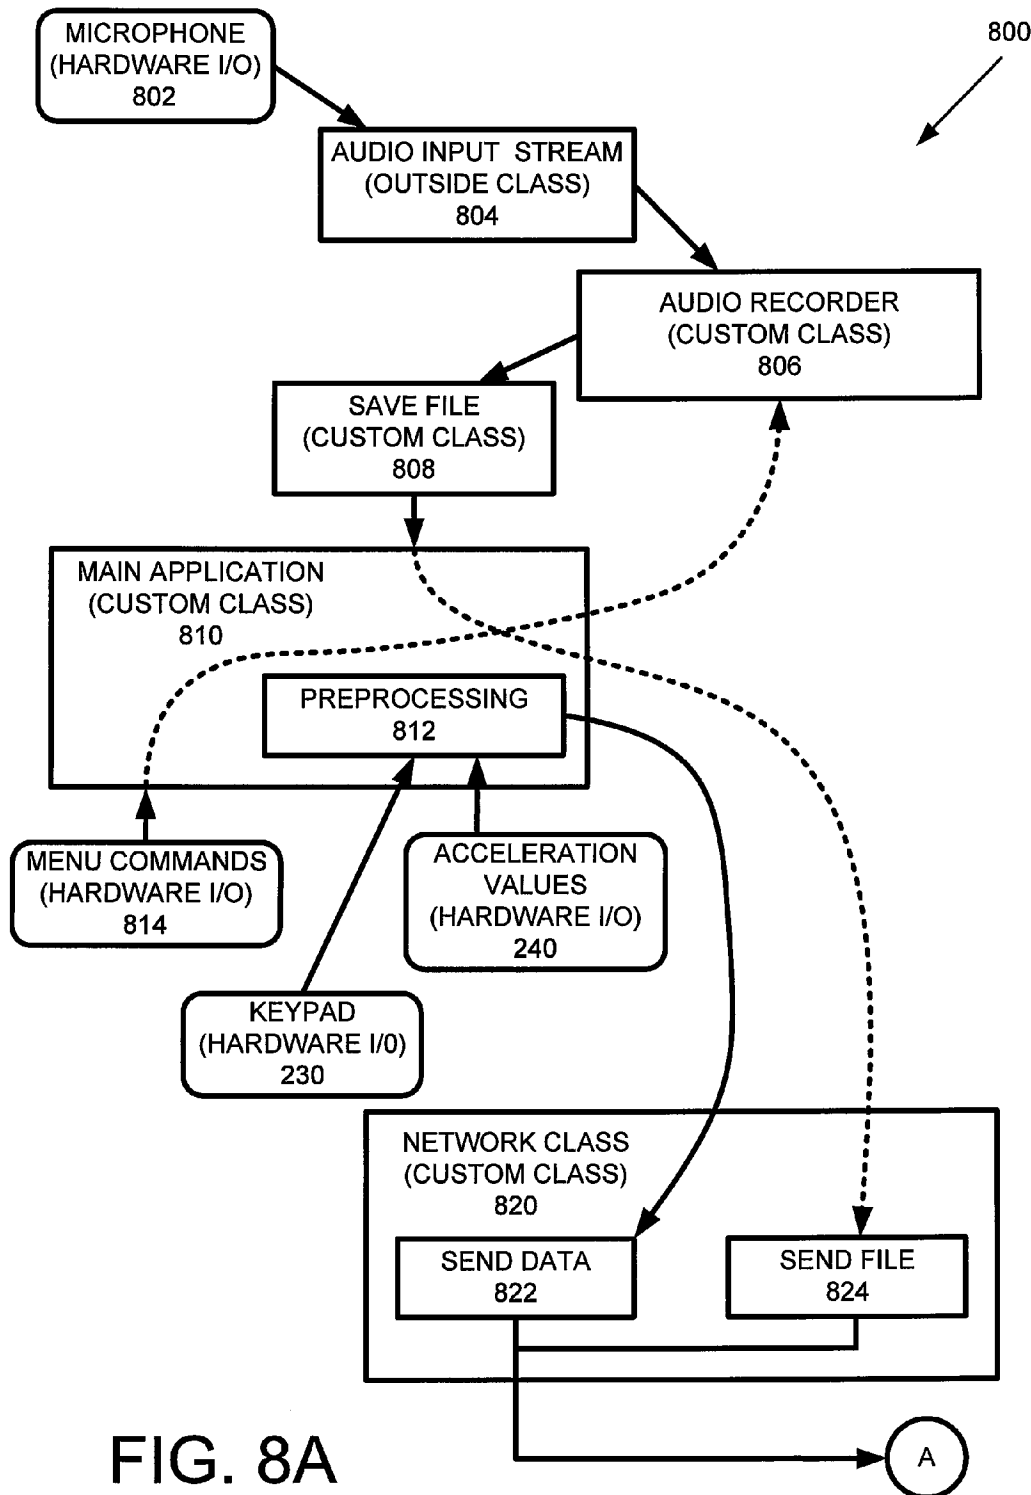 MICROPHONE
(HARDWARE I/O)
802
800
AUDIO INPUT STREAM
(OUTSIDE CLASS)
804
AUDIO RECORDER
(CUSTOM CLASS)
806
SAVE FILE
(CUSTOM CLASS)
808
MAIN APPLICATION
(CUSTOM CLASS)
810
PREPROCESSING
812
MENU COMMANDS
(HARDWARE I/O)
814
ACCELERATION
VALUES
(HARDWARE I/O)
240
KEYPAD
(HARDWARE I/0)
230
NETWORK CLASS
(CUSTOM CLASS)
820
SEND DATA
822
SEND FILE
824
A
FIG. 8A